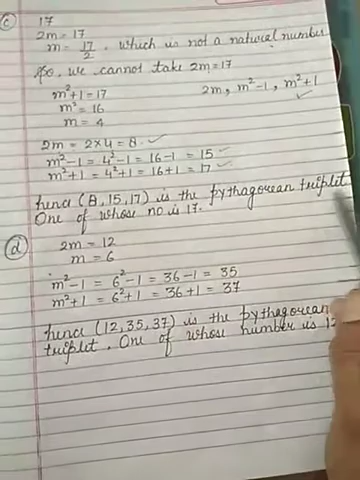 (c) 17
2m = 17
m = 17/2, which is not a natural number
So, we cannot take 2m = 17
m²+1 = 17 2m, m²-1, m²+1
m² = 16 ✓
m = 4
2m = 2×4 = 8 ✓
m²-1 = 4²-1 = 16-1 = 15 ✓
m²+1 = 4²+1 = 16+1 = 17 ✓
henc (8, 15, 17) is the pythagorean triplet
One of whose no is 17.
(d) 2m = 12
m = 6
m²-1 = 6²-1 = 36-1 = 35
m²+1 = 6²+1 = 36+1 = 37
henc (12, 35, 37) is the pythagorean
triplet. One of whose number is 12